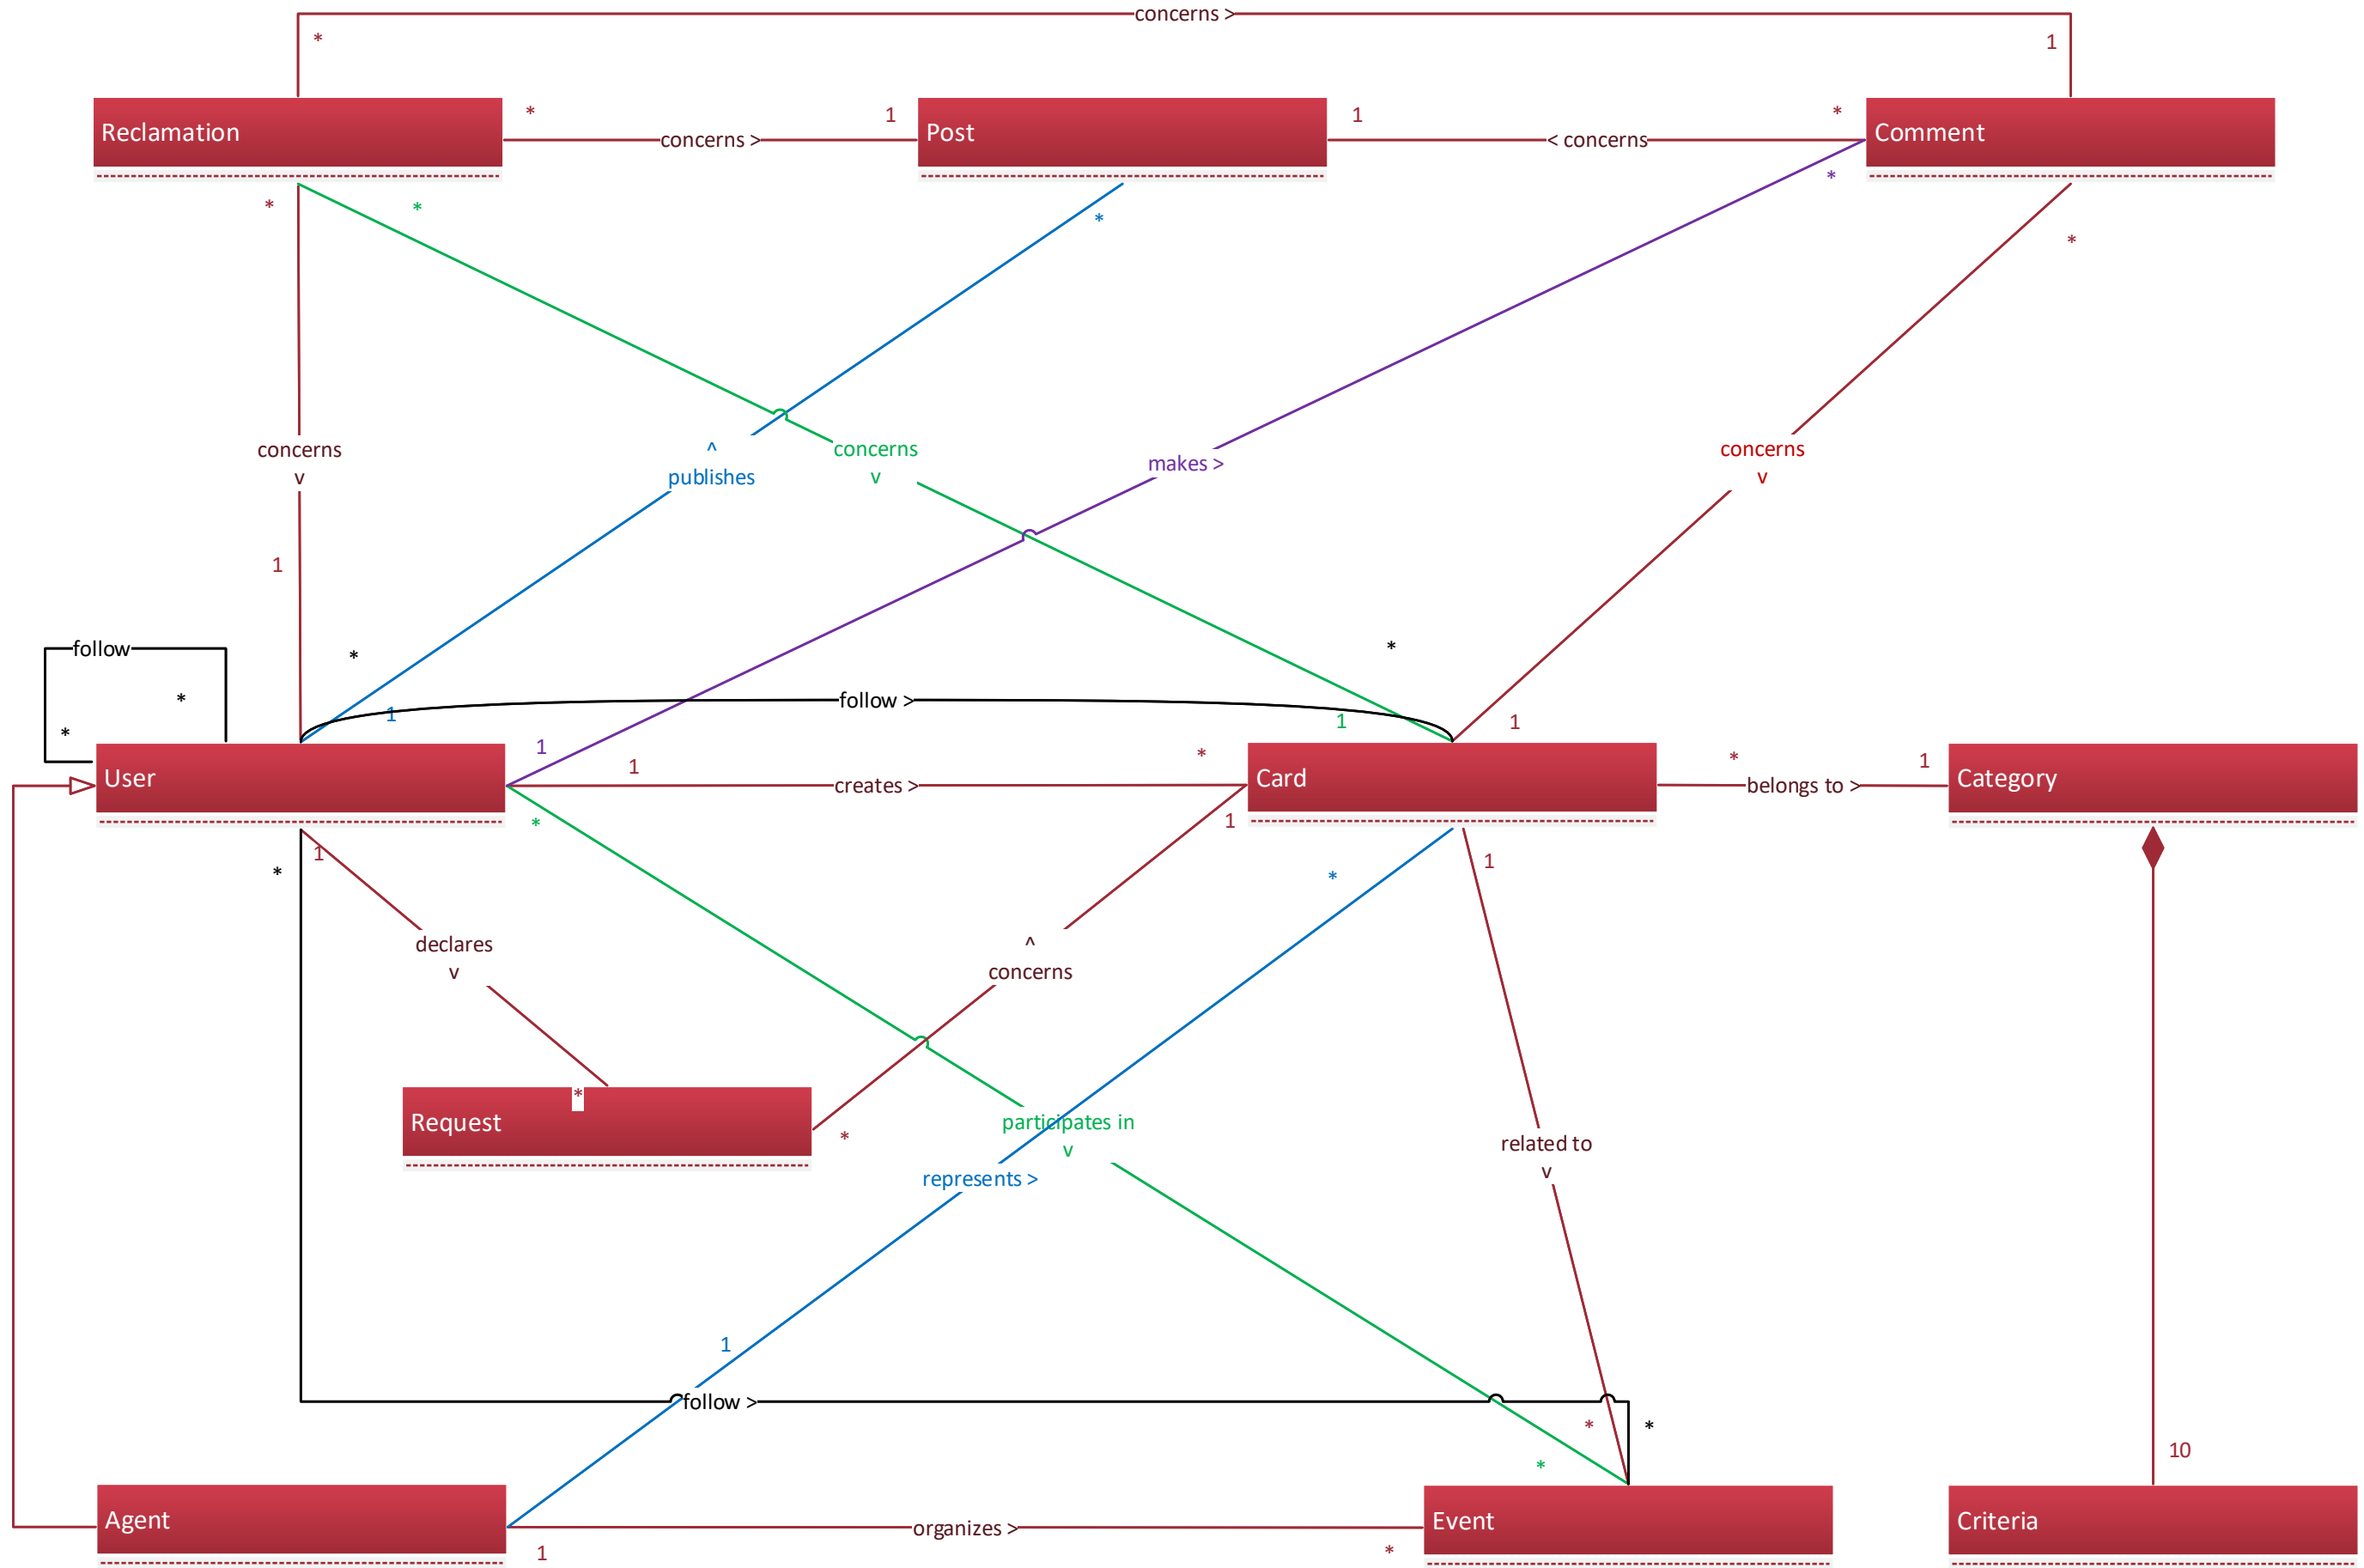 concerns >
*
1
Reclamation
*
concerns >
1
Post
1
< concerns
*
Comment
*
*
*
*
*
concerns
v
^
publishes
concerns
v
makes >
concerns
v
1
follow
*
*
*
*
follow >
1
1
1
User
1
1
creates >
*
Card
*
belongs to >
1
Category
*
1
*
1
*
1
declares
v
^
concerns
*
Request
*
participates in
v
represents >
related to
v
1
follow >
*
*
*
10
Agent
1
organizes >
*
Event
Criteria